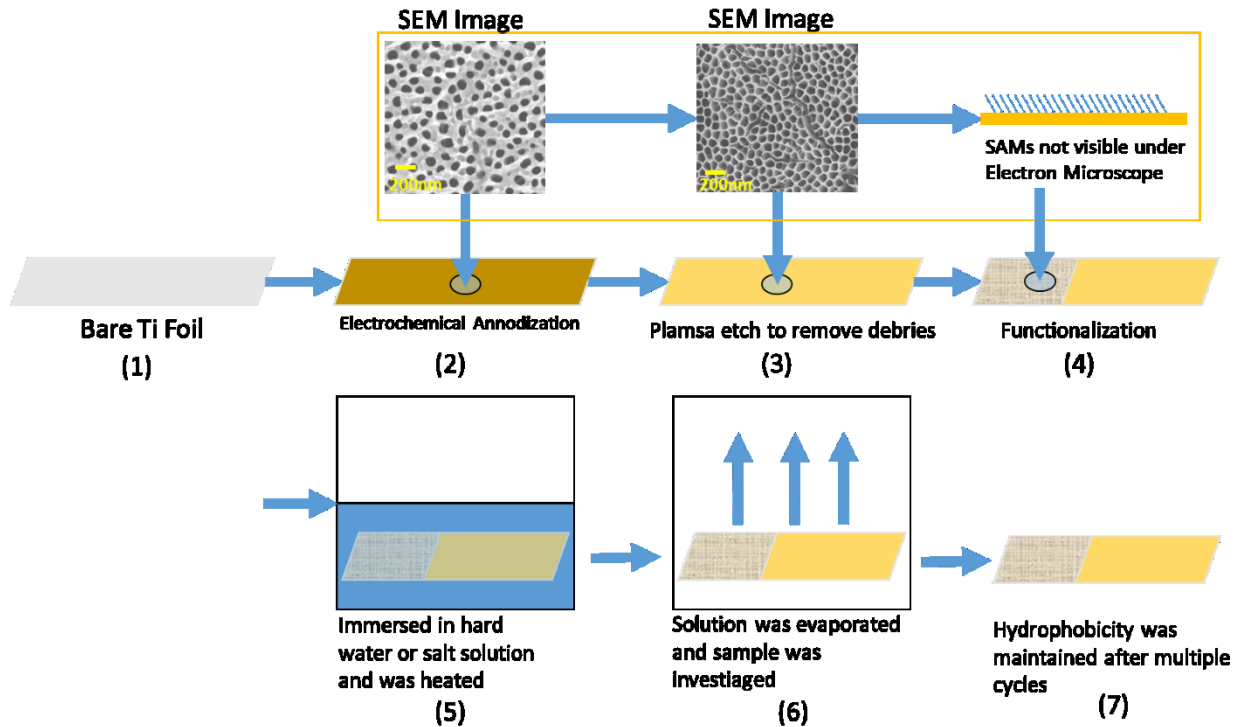 SEM Image
SEM Image
200nm
200nm
SAMs not visible under
Electron Microscope
Bare Ti Foil
(1)
Electrochemical Annodization
(2)
Plamsa etch to remove debries
(3)
Functionalization
(4)
Immersed in hard
water or salt solution
and was heated
(5)
Solution was evaporated
and sample was
investiaged
(6)
Hydrophobicity was
maintained after multiple
cycles
(7)